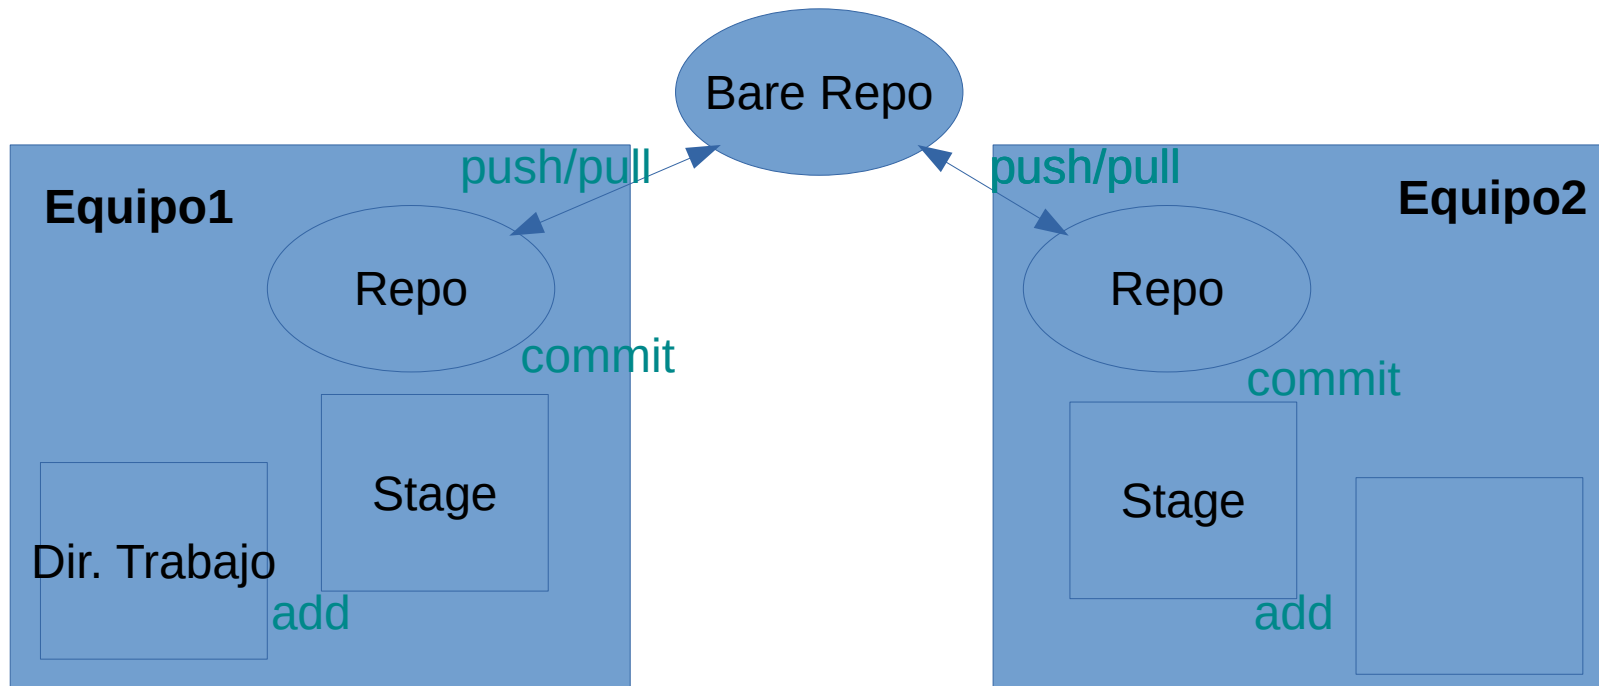 Bare Repo
push/pull
push/pull
Equipo1
Equipo2
Repo
Repo
commit
commit
Stage
Stage
Dir. Trabajo
add
add